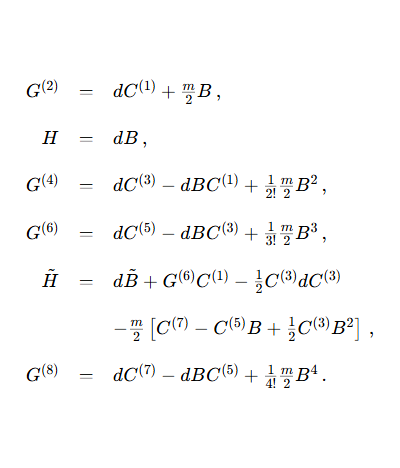 $G^{(2)} = dC^{(1)} + \frac{m}{2} B \,,$
$H = dB \,,$
$G^{(4)} = dC^{(3)} - dBC^{(1)} + \frac{1}{2!} \frac{m}{2} B^2 \,,$
$G^{(6)} = dC^{(5)} - dBC^{(3)} + \frac{1}{3!} \frac{m}{2} B^3 \,,$
$\tilde{H} = d\tilde{B} + G^{(6)} C^{(1)} - \frac{1}{2} C^{(3)} dC^{(3)}$
$- \frac{m}{2} \left[ C^{(7)} - C^{(5)} B + \frac{1}{2} C^{(3)} B^2 \right] \,,$
$G^{(8)} = dC^{(7)} - dBC^{(5)} + \frac{1}{4!} \frac{m}{2} B^4 \,.$